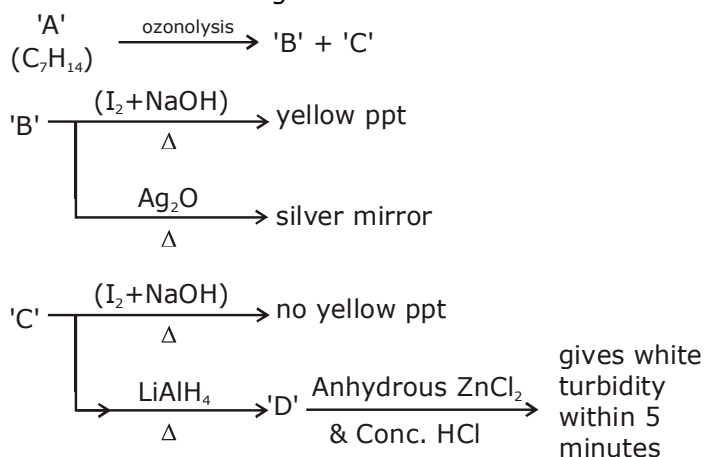 'A' ozonolysis 'B' + 'C'
(C₇H₁₄)
'B' (I₂+NaOH) yellow ppt
Δ
Ag₂O silver mirror
Δ
'C' (I₂+NaOH) no yellow ppt
Δ
LiAlH₄ 'D' Anhydrous ZnCl₂ gives white
Δ & Conc. HCl turbidity
within 5
minutes